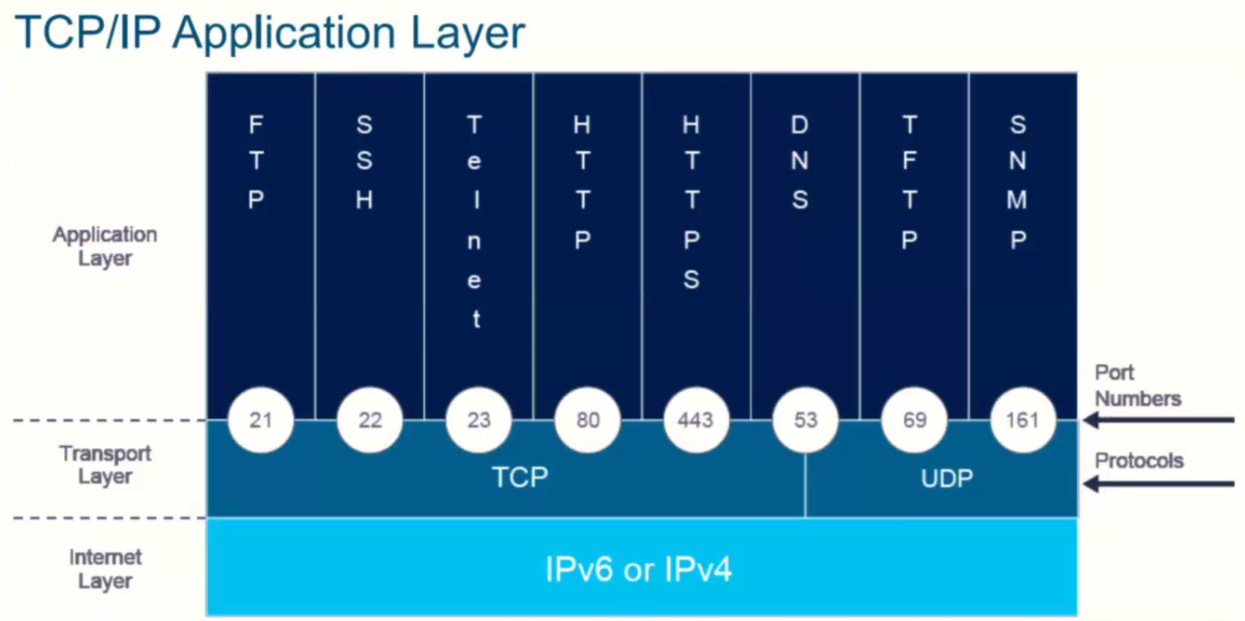 TCP/IP Application Layer
FTP
SSH
Telnet
HTTP
HTTPS
DNS
TFTP
SNMP
Application
Layer
Port
Numbers
21
22
23
80
443
53
69
161
Transport
Layer
TCP
UDP
Protocols
Internet
Layer
IPv6 or IPv4